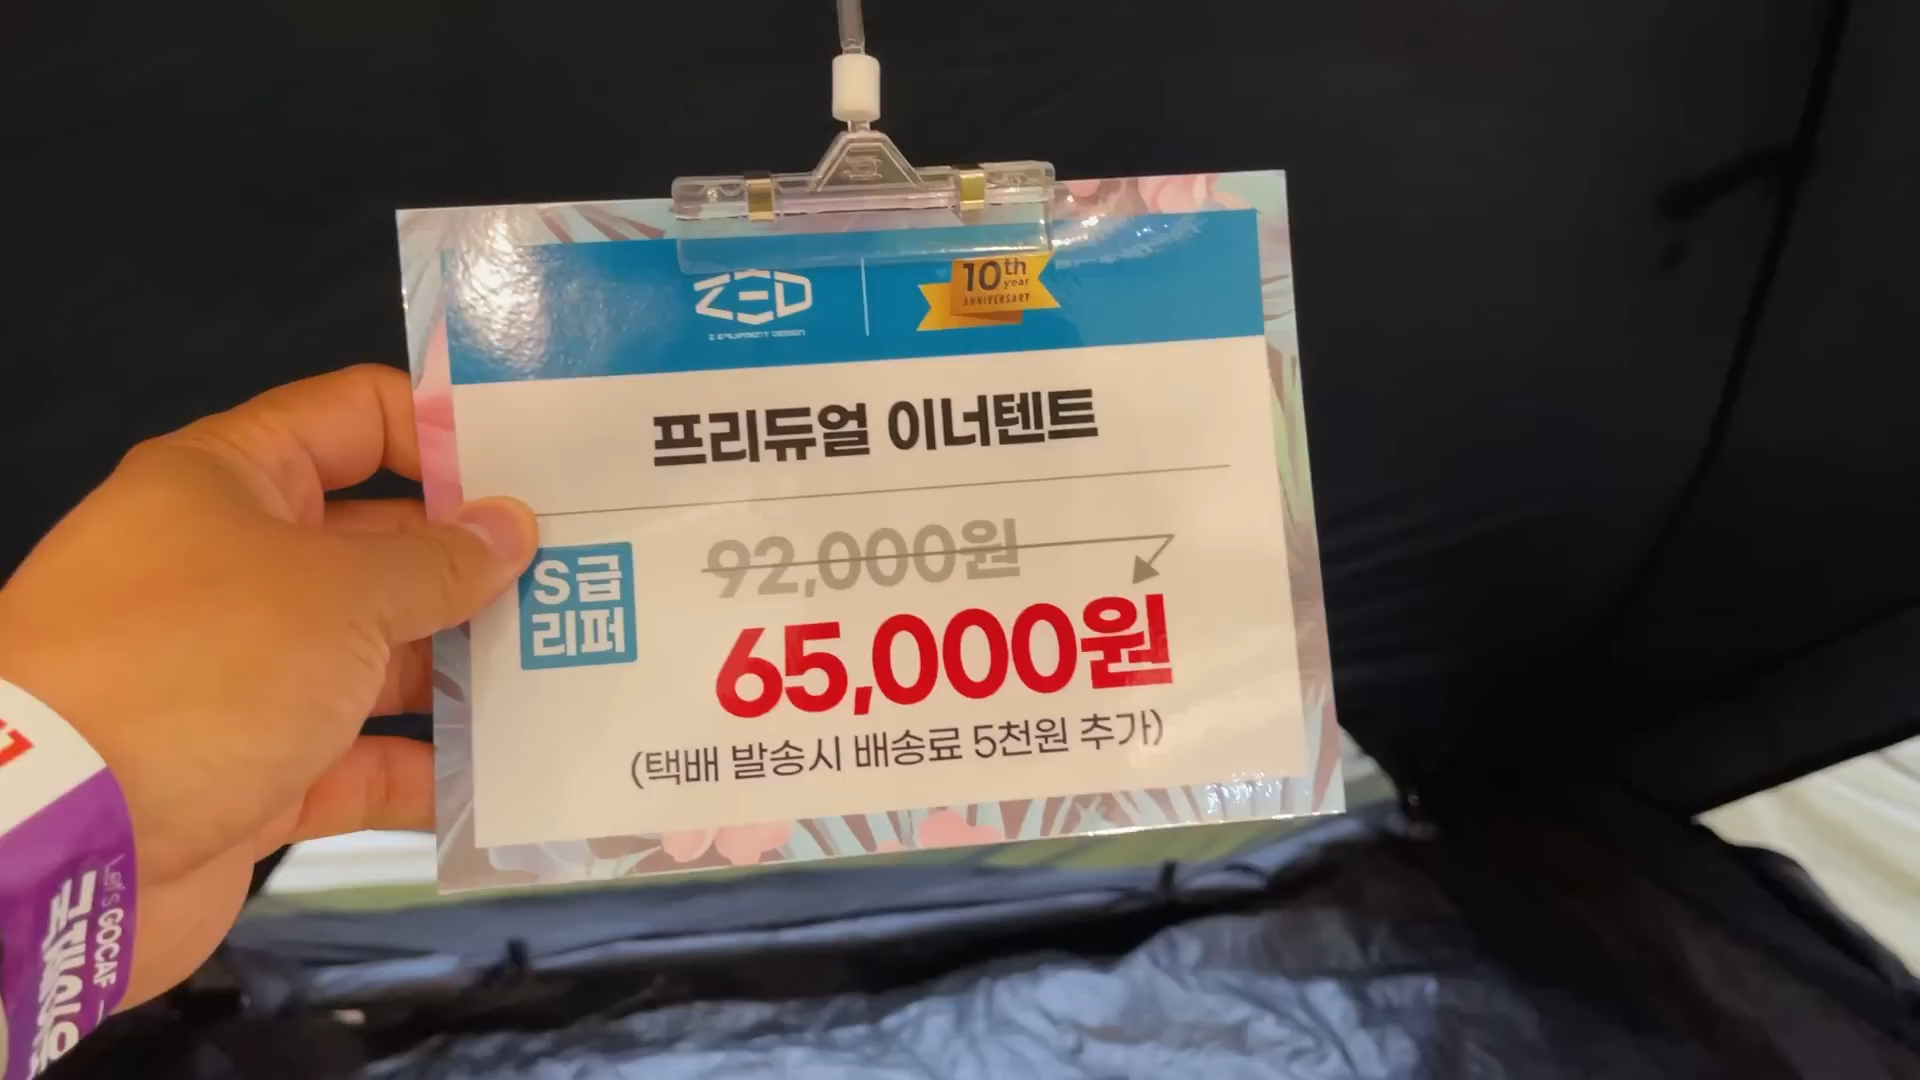 ZED
10th
year
ANNIVERSARY
프리듀얼 이너텐트
S급
리퍼
92,000원
65,000원
(택배 발송시 배송료 5천원 추가)
Let's GOCAF